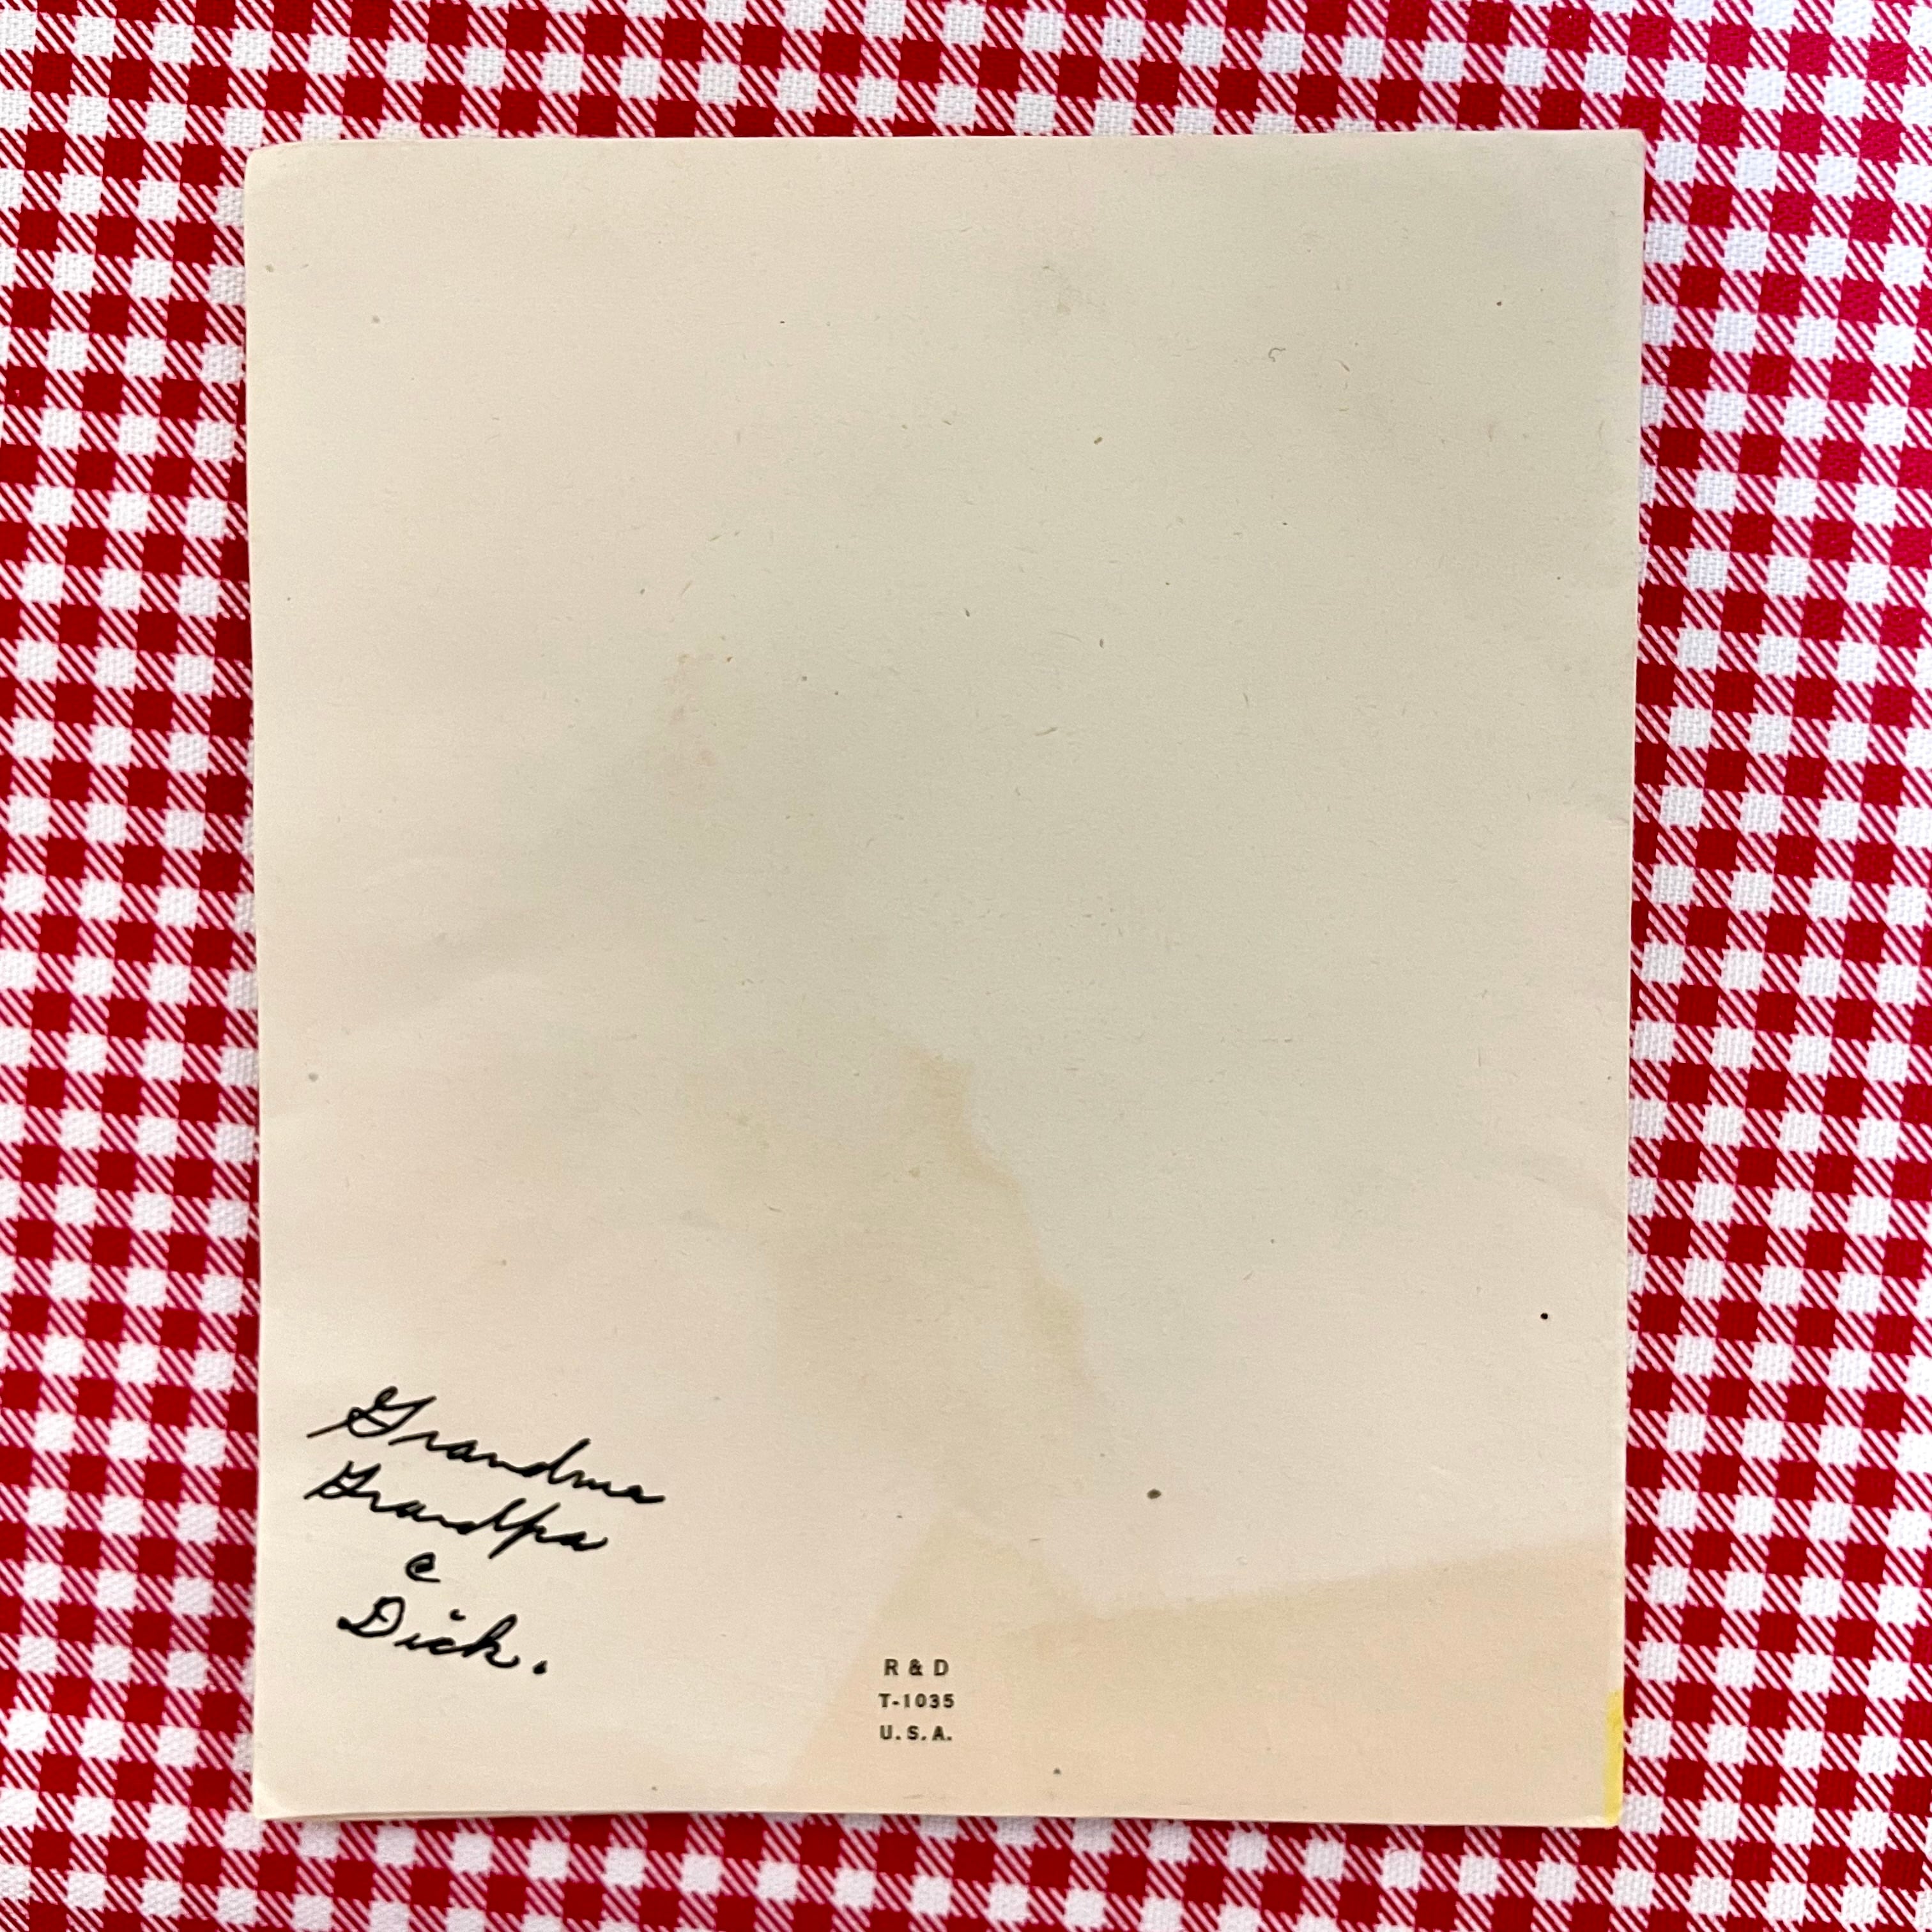 Grandma
Grandpa
&
Dick.
R & D
T-1035
U.S.A.